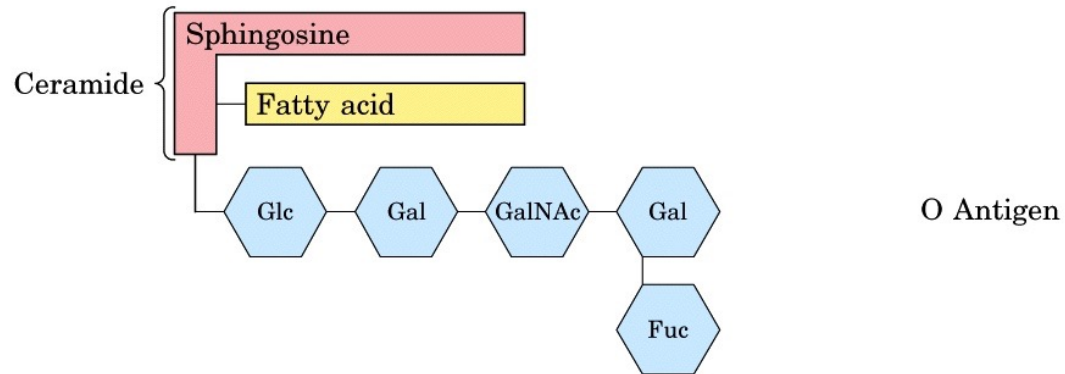 Sphingosine
Ceramide
Fatty acid
Glc Gal GalNAc Gal O Antigen
Fuc